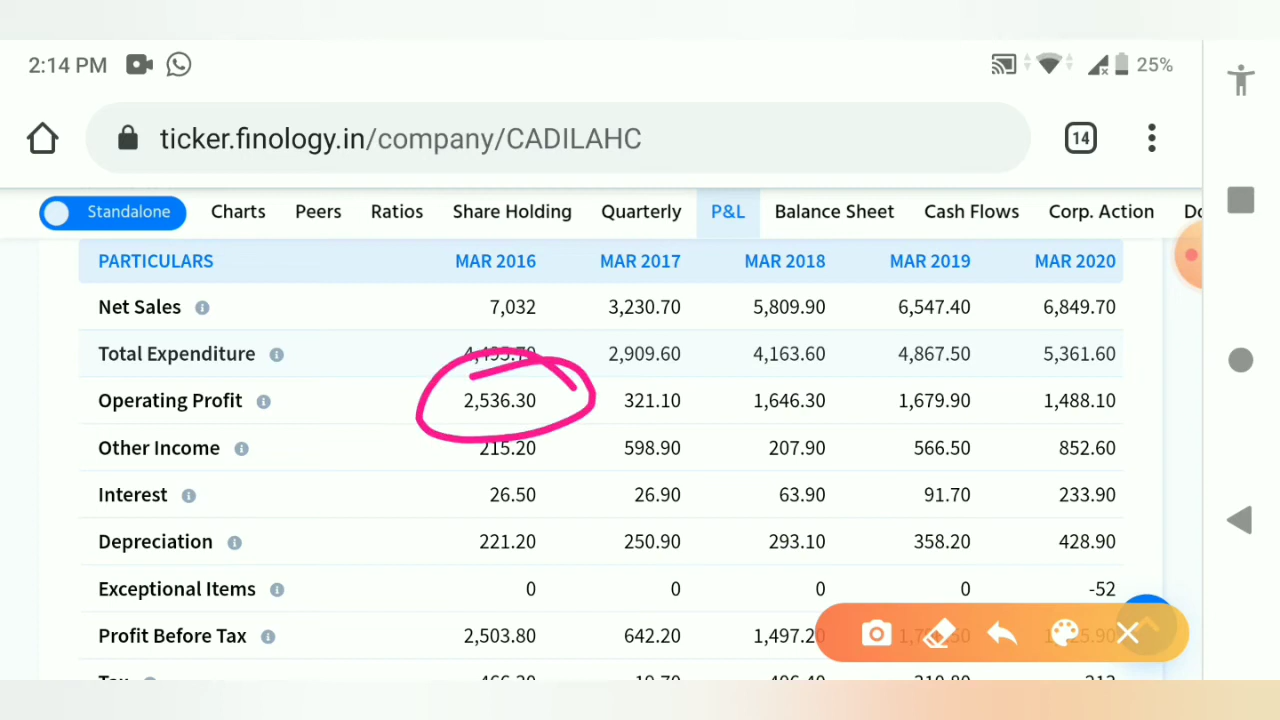 2:14 PM 25%
ticker.finology.in/company/CADILAHC 14
Standalone Charts Peers Ratios Share Holding Quarterly P&L Balance Sheet Cash Flows Corp. Action
PARTICULARS MAR 2016 MAR 2017 MAR 2018 MAR 2019 MAR 2020
Net Sales 7,032 3,230.70 5,809.90 6,547.40 6,849.70
Total Expenditure 2,909.60 4,163.60 4,867.50 5,361.60
Operating Profit 2,536.30 321.10 1,646.30 1,679.90 1,488.10
Other Income 215.20 598.90 207.90 566.50 852.60
Interest 26.50 26.90 63.90 91.70 233.90
Depreciation 221.20 250.90 293.10 358.20 428.90
Exceptional Items 0 0 0 0 -52
Profit Before Tax 2,503.80 642.20 1,497.20